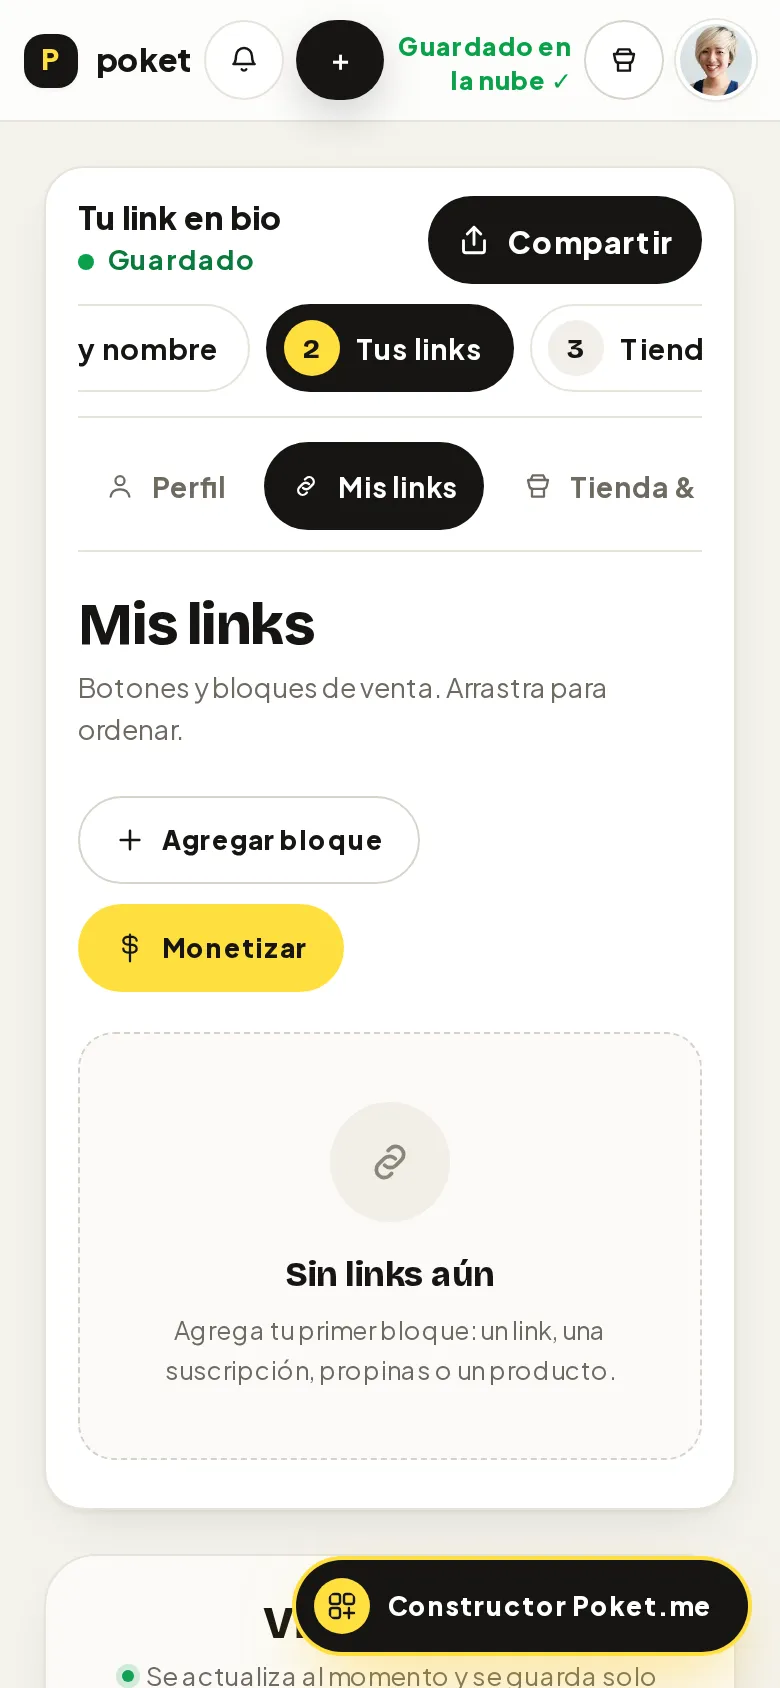 P poket + Guardado en
la nube ✓
Tu link en bio
Guardado
Compartir
y nombre 2 Tus links 3 Tiend
Perfil Mis links Tienda &
Mis links
Botones y bloques de venta. Arrastra para
ordenar.
+ Agregar bloque
$ Monetizar
Sin links aún
Agrega tu primer bloque: un link, una
suscripción, propinas o un producto.
Constructor Poket.me
Se actualiza al momento y se guarda solo